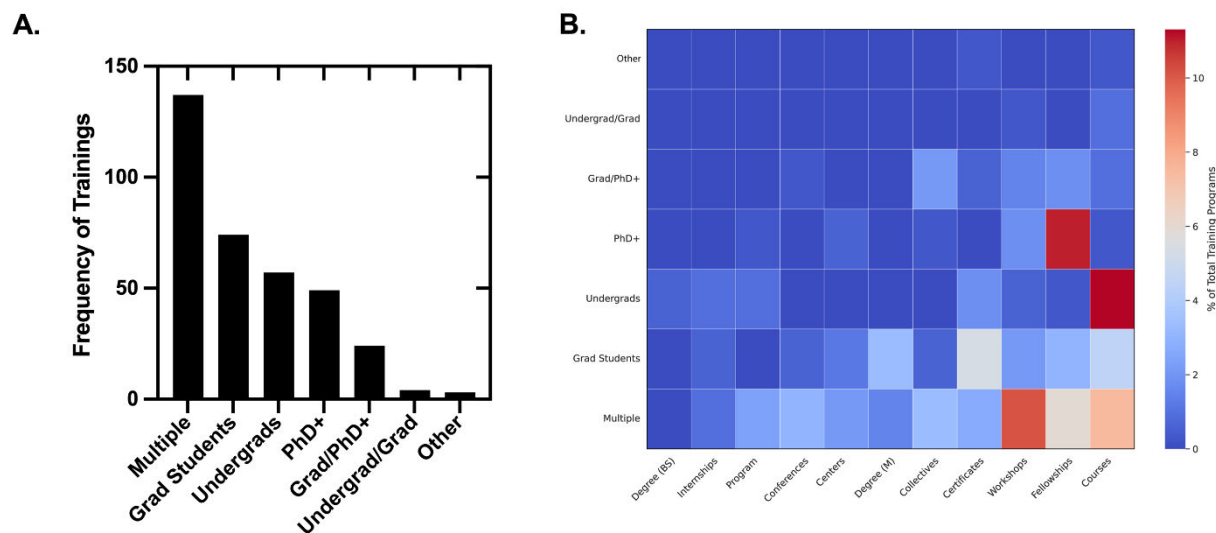 A.
Frequency of Trainings
150
100
50
0
Multiple
Grad Students
Undergrads
PhD+
Grad/PhD+
Undergrad/Grad
Other
B.
Other
Undergrad/Grad
Grad/PhD+
PhD+
Undergrads
Grad Students
Multiple
Degree (BS)
Internships
Program
Conferences
Centers
Degree (M)
Collectives
Certificates
Workshops
Fellowships
Courses
10
8
6
4
2
0
% of Total Training Programs